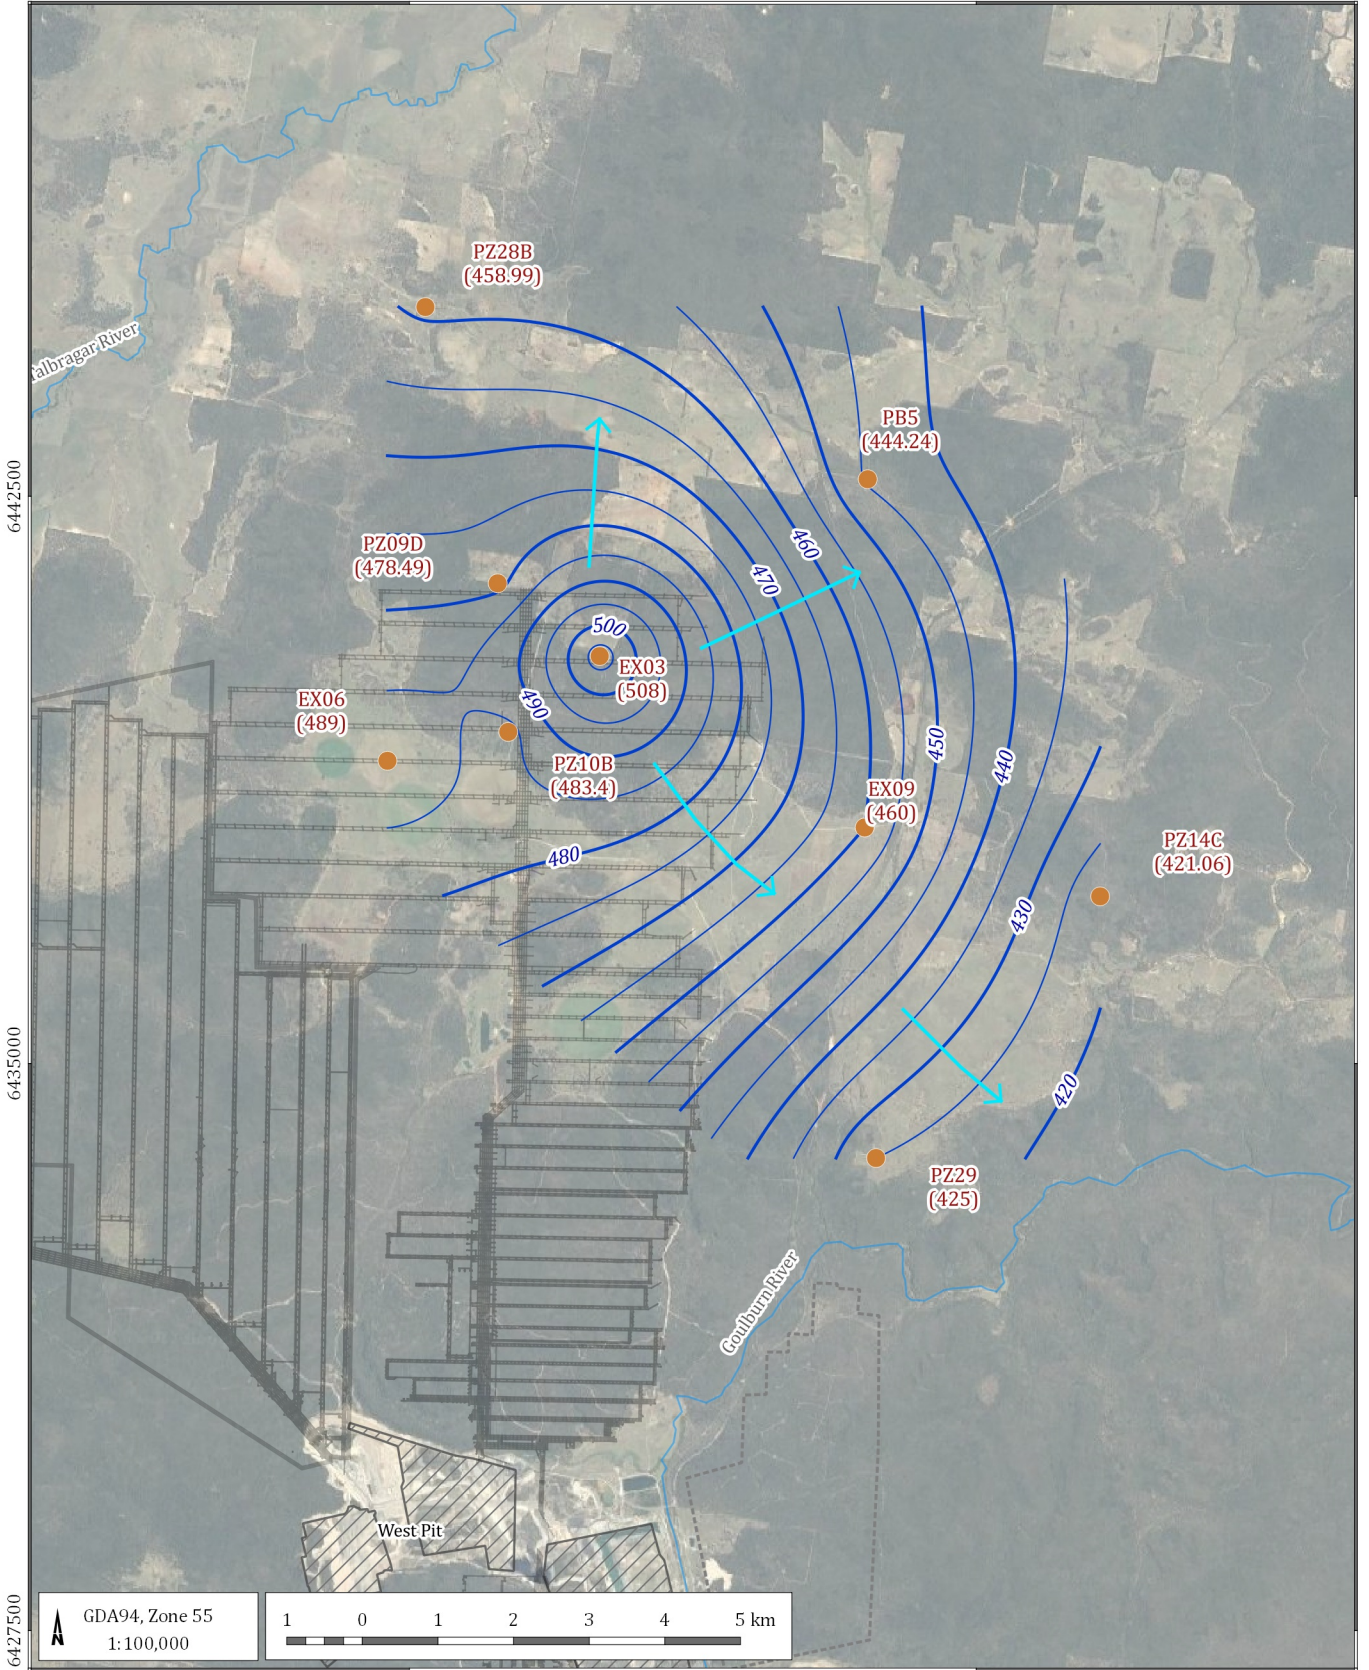 PZ28B
(458.99)
Talbragar River
PB5
(444.24)
6442500
460
PZ09D
(478.49)
470
500
EX03
(508)
EX06
(489)
490
450
440
PZ10B
(483.4)
EX09
(460)
480
PZ14C
(421.06)
430
6435000
420
PZ29
(425)
Goulburn River
West Pit
6427500
N
GDA94, Zone 55
1:100,000
1 0 1 2 3 4 5 km